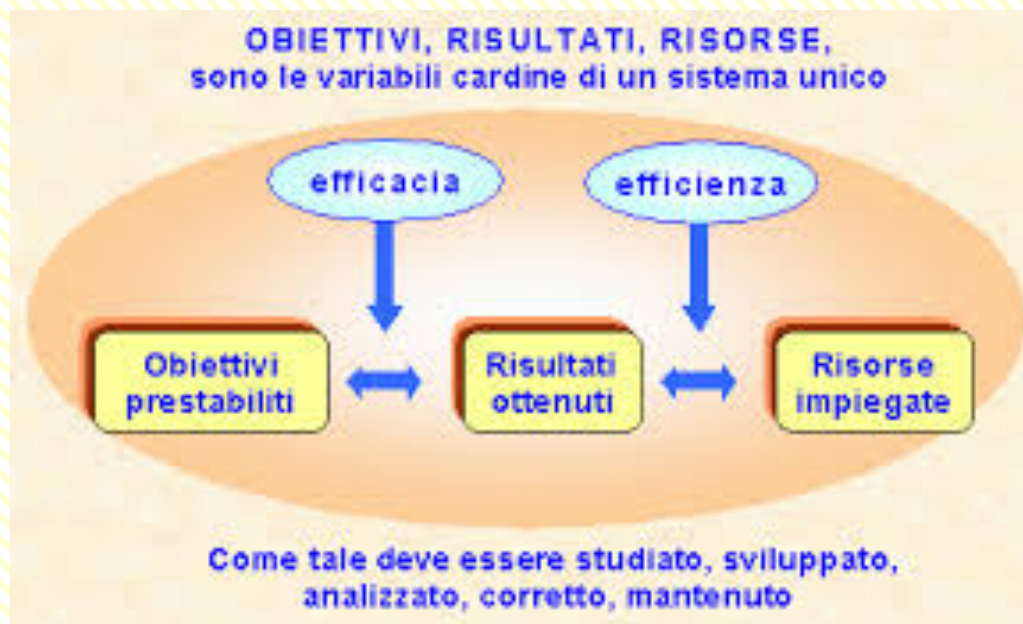 OBIETTIVI, RISULTATI, RISORSE,
sono le variabili cardine di un sistema unico
efficacia
efficienza
Obiettivi
prestabiliti
Risultati
ottenuti
Risorse
impiegate
Come tale deve essere studiato, sviluppato,
analizzato, corretto, mantenuto